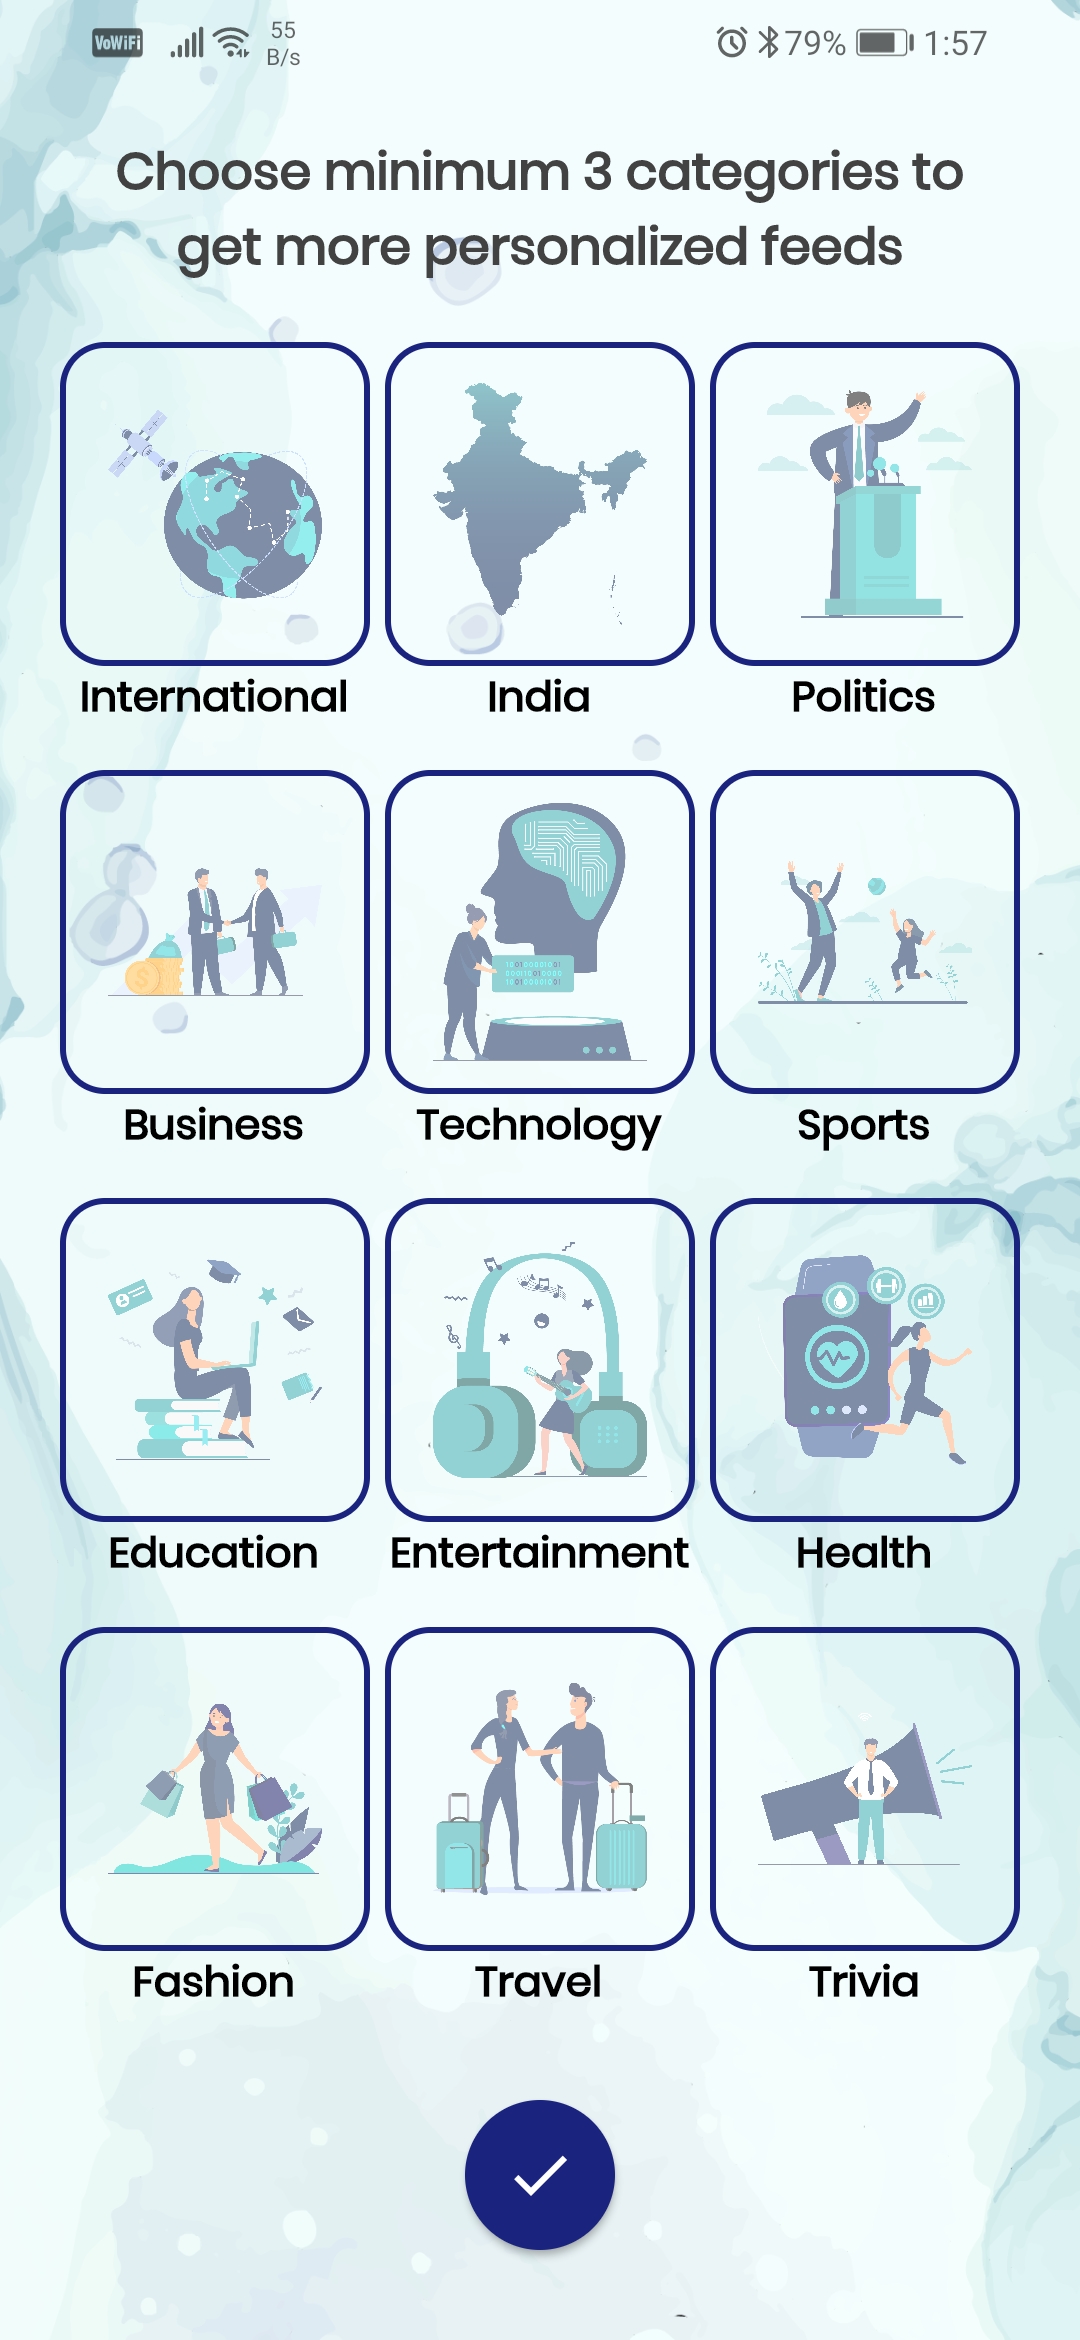 VoWiFi 55 B/s 79% 1:57
Choose minimum 3 categories to
get more personalized feeds
International India Politics
Business Technology Sports
Education Entertainment Health
Fashion Travel Trivia